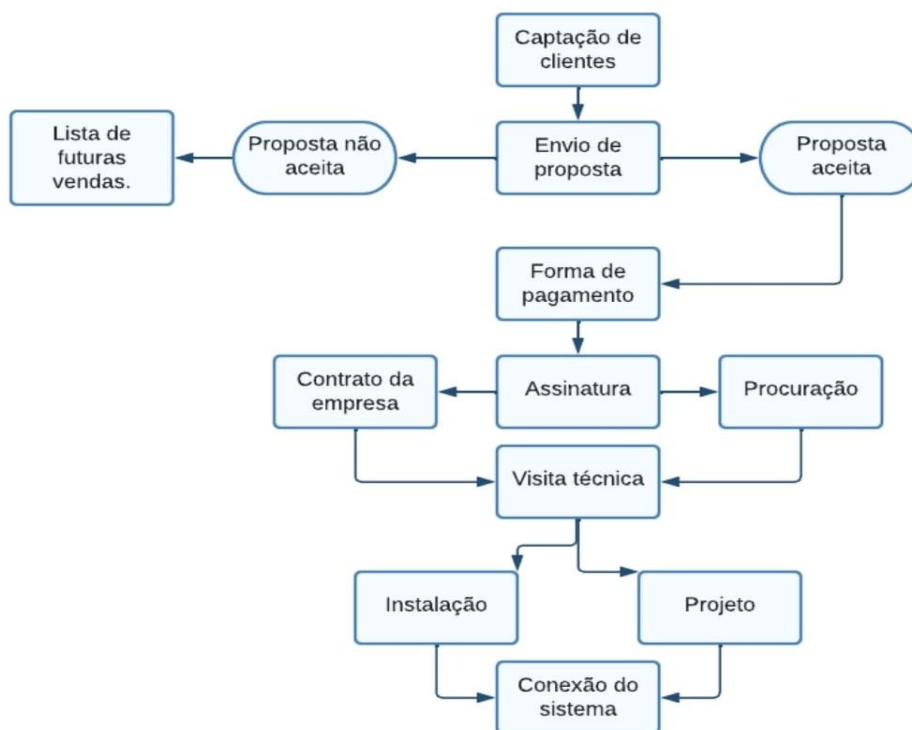 Captação de
clientes
Lista de
futuras
vendas.
Proposta não
aceita
Envio de
proposta
Proposta
aceita
Forma de
pagamento
Contrato da
empresa
Assinatura
Procuração
Visita técnica
Instalação
Projeto
Conexão do
sistema